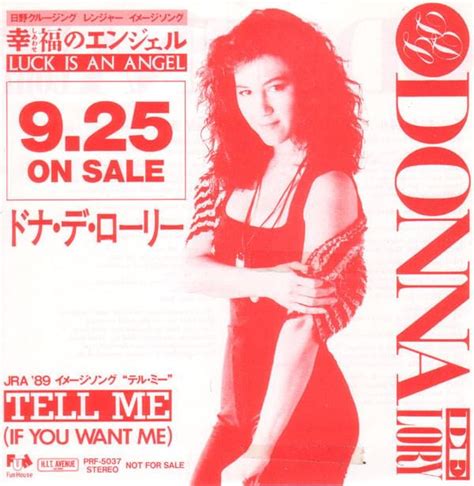 日野クルージング レンジャー イメージソング
しあわせ
幸福のエンジェル
LUCK IS AN ANGEL
9.25
ON SALE
ドナ・デ・ローリー
JRA '89 イメージソング “テル・ミー”
TELL ME
(IF YOU WANT ME)
FUN
FunHouse
H.I.T. AVENUE
PRF-5037
STEREO
NOT FOR SALE
DONNA
DE
LORY